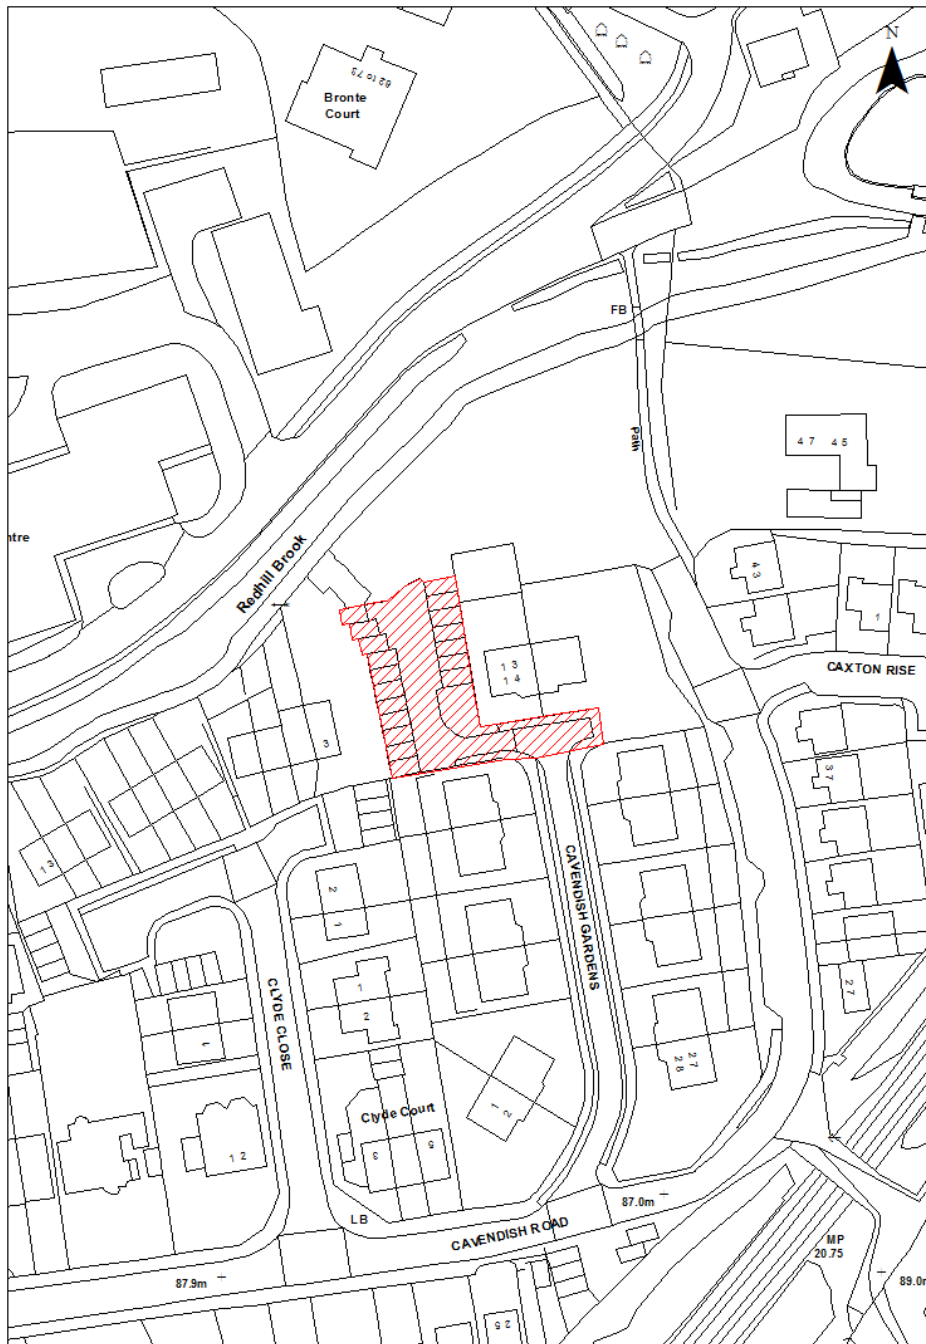 N
62 to 73
Bronte
Court
FB
Path
47 45
ntre
Redhill Brook
43
1
13
14
CAXTON RISE
3
37
13
CAVENDISH GARDENS
2
1
1
2
27
CLYDE CLOSE
1
27
28
Clyde Court
1
2
5
3
12
87.0m
LB
CAVENDISH ROAD
MP
20.75
87.9m
89.0m
25